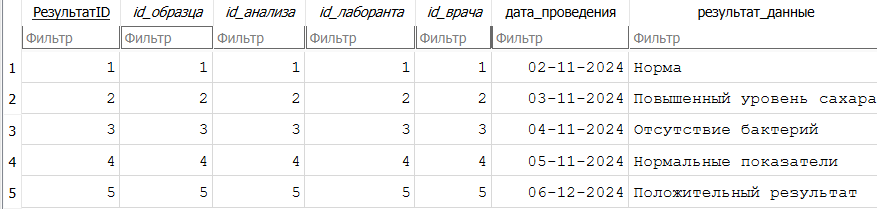 РезультатID id_образца id_анализа id_лаборанта id_врача дата_проведения результат_данные
Фильтр Фильтр Фильтр Фильтр Фильтр Фильтр Фильтр
1 1 1 1 1 1 02-11-2024 Норма
2 2 2 2 2 2 03-11-2024 Повышенный уровень сахара
3 3 3 3 3 3 04-11-2024 Отсутствие бактерий
4 4 4 4 4 4 05-11-2024 Нормальные показатели
5 5 5 5 5 5 06-12-2024 Положительный результат